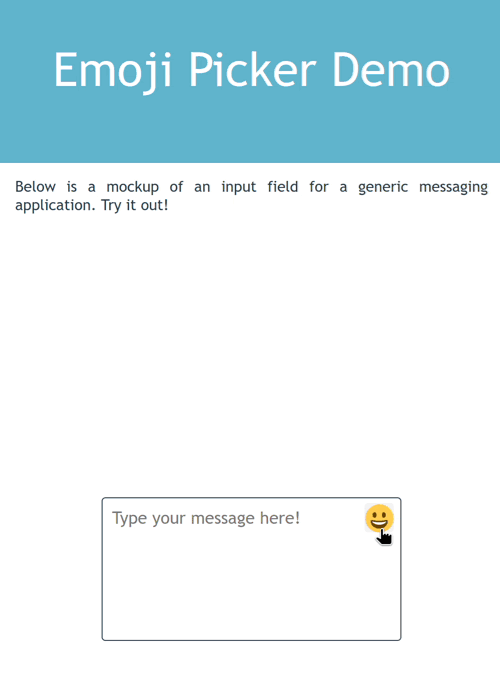 Emoji Picker Demo
Below is a mockup of an input field for a generic messaging
application. Try it out!
Type your message here!